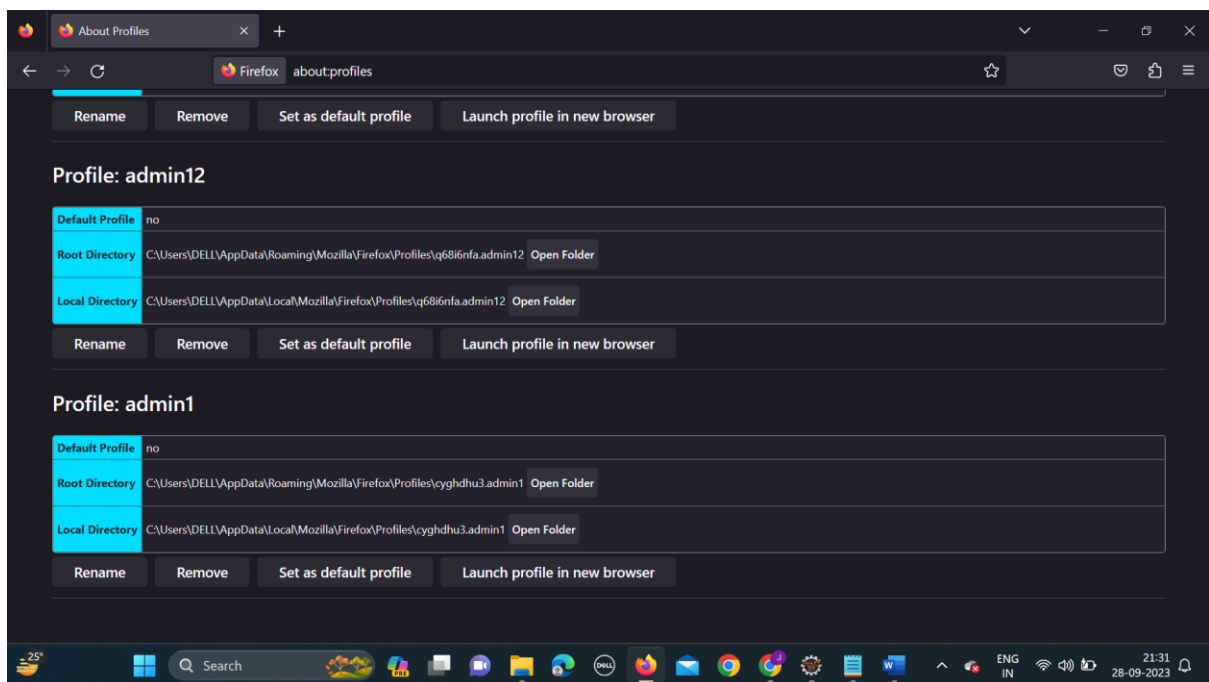 About Profiles
Firefox about:profiles
Rename Remove Set as default profile Launch profile in new browser
Profile: admin12
Default Profile no
Root Directory C:\Users\DELL\AppData\Roaming\Mozilla\Firefox\Profiles\q68i6nfa.admin12 Open Folder
Local Directory C:\Users\DELL\AppData\Local\Mozilla\Firefox\Profiles\q68i6nfa.admin12 Open Folder
Rename Remove Set as default profile Launch profile in new browser
Profile: admin1
Default Profile no
Root Directory C:\Users\DELL\AppData\Roaming\Mozilla\Firefox\Profiles\cyghdhu3.admin1 Open Folder
Local Directory C:\Users\DELL\AppData\Local\Mozilla\Firefox\Profiles\cyghdhu3.admin1 Open Folder
Rename Remove Set as default profile Launch profile in new browser
25°
Search
PRE
DELL
J
W
ENG
IN
21:31
28-09-2023